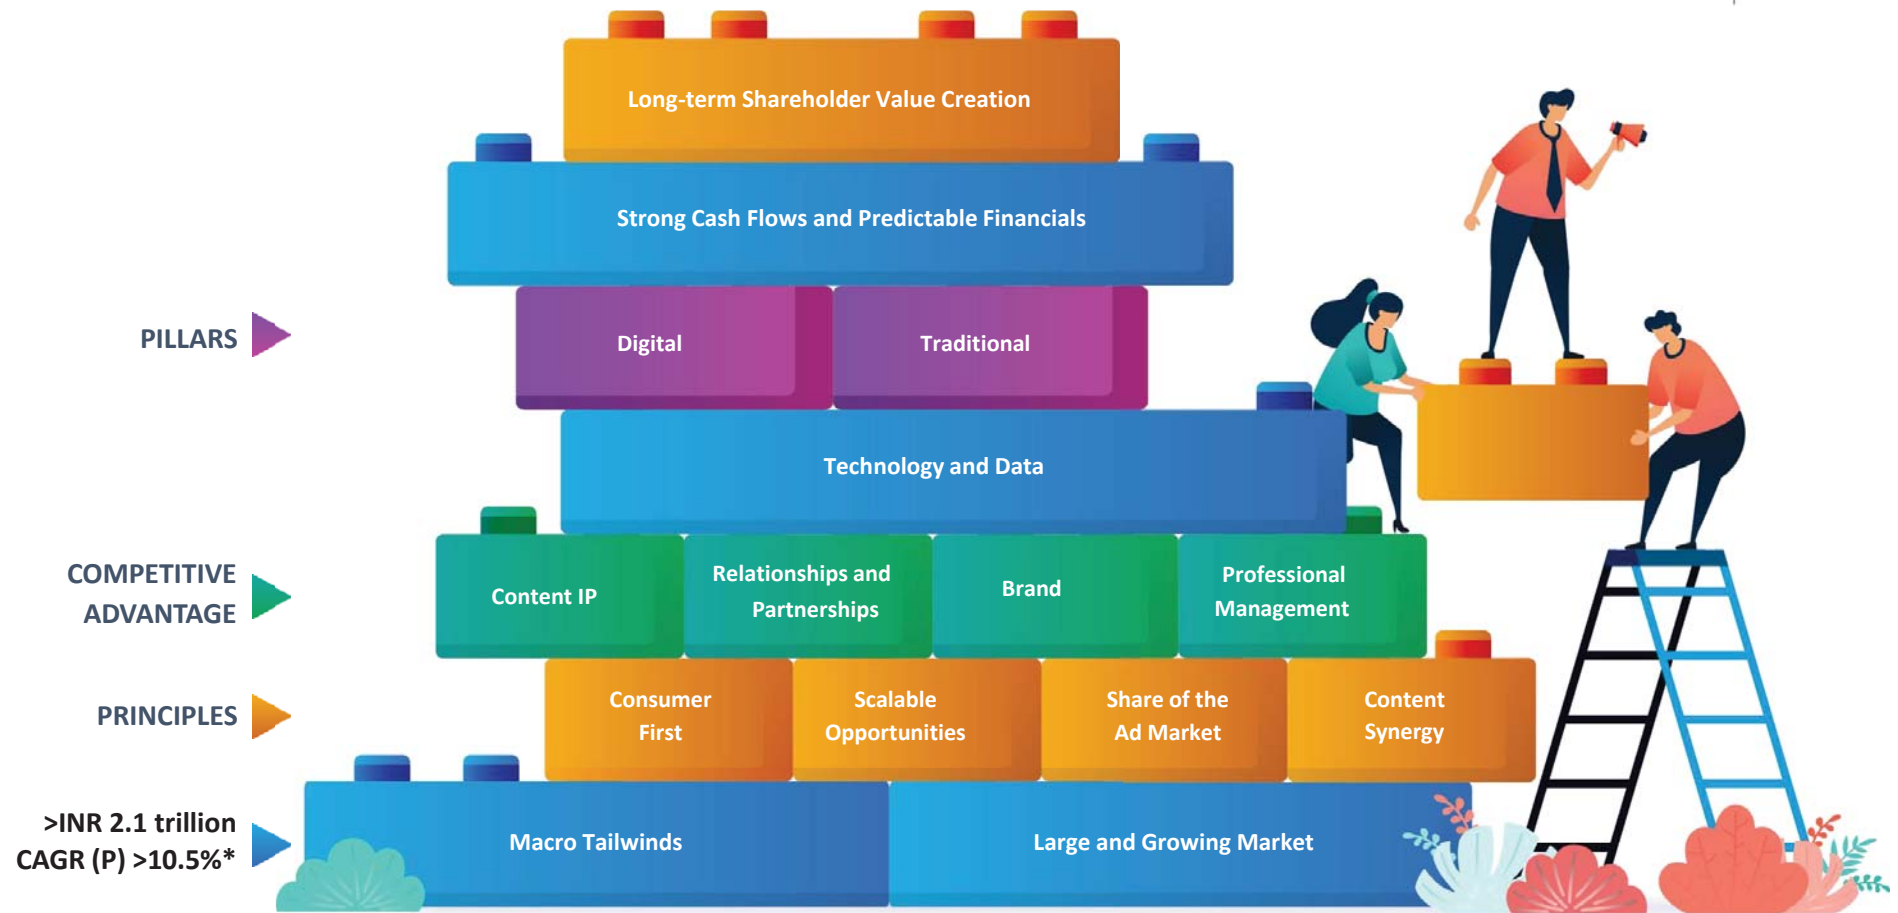 Long-term Shareholder Value Creation
Strong Cash Flows and Predictable Financials
PILLARS
Digital
Traditional
Technology and Data
COMPETITIVE
ADVANTAGE
Content IP
Relationships and
Partnerships
Brand
Professional
Management
PRINCIPLES
Consumer
First
Scalable
Opportunities
Share of the
Ad Market
Content
Synergy
>INR 2.1 trillion
CAGR (P) >10.5%*
Macro Tailwinds
Large and Growing Market